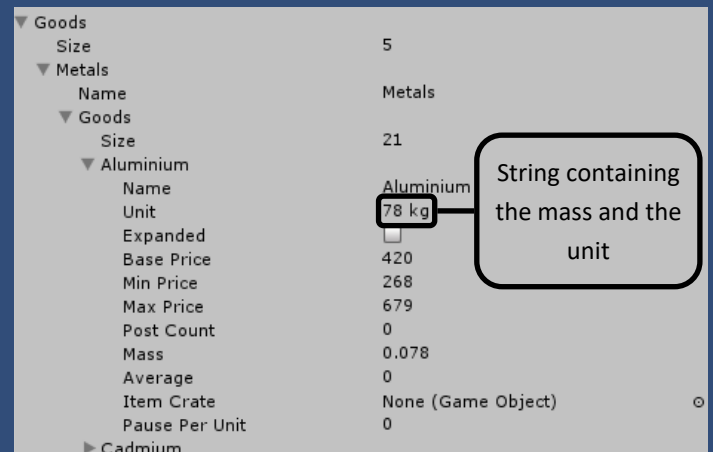 Goods
Size 5
Metals
Name Metals
Goods
Size 21
Aluminium
Name Aluminium
Unit 78 kg
Expanded
Base Price 420
Min Price 268
Max Price 679
Post Count 0
Mass 0.078
Average 0
Item Crate None (Game Object)
Pause Per Unit 0
Cadmium
String containing
the mass and the
unit